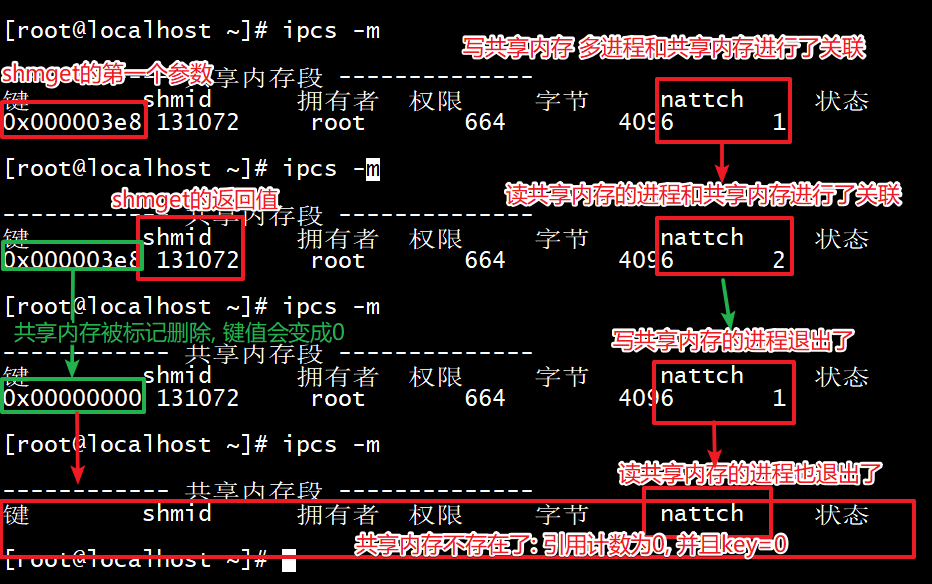 [root@localhost ~]# ipcs -m
写共享内存 多进程和共享内存进行了关联
shmget的第一个参数
共享内存段 --------------
键 shmid 拥有者 权限 字节 nattch 状态
0x000003e8 131072 root 664 4096 1
[root@localhost ~]# ipcs -m
shmget的返回值
读共享内存的进程和共享内存进行了关联
------------ 共享内存段 --------------
键 shmid 拥有者 权限 字节 nattch 状态
0x000003e8 131072 root 664 4096 2
[root@localhost ~]# ipcs -m
共享内存被标记删除, 键值会变成0
写共享内存的进程退出了
------------ 共享内存段 --------------
键 shmid 拥有者 权限 字节 nattch 状态
0x00000000 131072 root 664 4096 1
[root@localhost ~]# ipcs -m
读共享内存的进程也退出了
------------ 共享内存段 --------------
键 shmid 拥有者 权限 字节 nattch 状态
共享内存不存在了: 引用计数为0, 并且key=0
[root@localhost ~]#